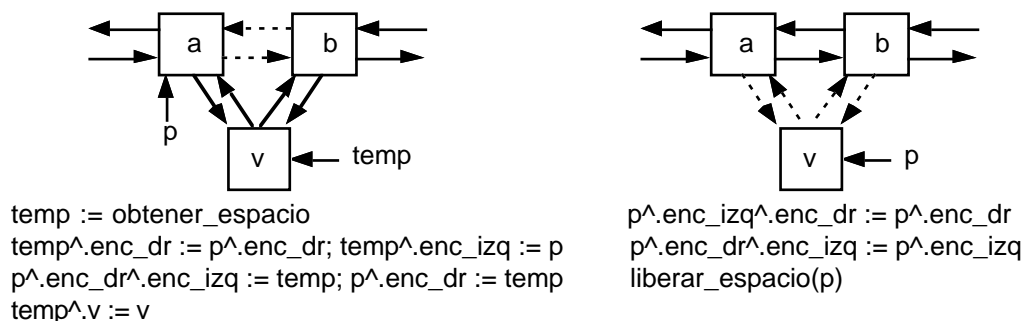 a b
p
v temp
temp := obtener_espacio
temp^.enc_dr := p^.enc_dr; temp^.enc_izq := p
p^.enc_dr^.enc_izq := temp; p^.enc_dr := temp
temp^.v := v
a b
v p
p^.enc_izq^.enc_dr := p^.enc_dr
p^.enc_dr^.enc_izq := p^.enc_izq
liberar_espacio(p)